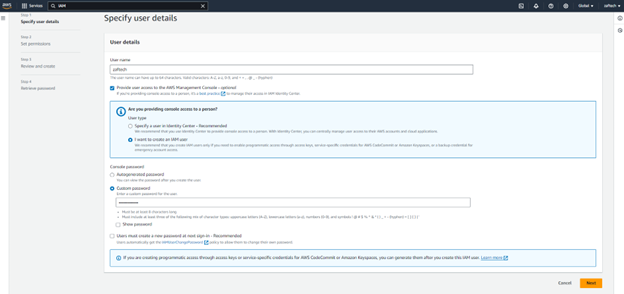 aws
Services
IAM
Global
Step 1
Specify user details
Step 2
Set permissions
Step 3
Review and create
Step 4
Retrieve password
Specify user details
User details
User name
The user name can have up to 64 characters. Valid characters: A-Z, a-z, 0-9, and + = , . @ _ - (hyphen)
Provide user access to the AWS Management Console - optional
If you're providing console access to a person, it's a best practice to manage their access in IAM Identity Center.
Are you providing console access to a person?
User type
Specify a user in Identity Center - Recommended
We recommend that you use Identity Center to provide console access to a person. With Identity Center, you can centrally manage user access to their AWS accounts and cloud applications.
I want to create an IAM user
We recommend that you create IAM users only if you need to enable programmatic access through access keys, service-specific credentials for AWS CodeCommit or Amazon Keyspaces, or a backup credential for
emergency account access.
Console password
Autogenerated password
You can view the password after you create the user.
Custom password
Enter a custom password for the user.
Must be at least 8 characters long
Must include at least three of the following mix of character types: uppercase letters (A-Z), lowercase letters (a-z), numbers (0-9), and symbols
Show password
Users must create a new password at next sign-in - Recommended
Users automatically get the IAMUserChangePassword policy to allow them to change their own password.
If you are creating programmatic access through access keys or service-specific credentials for AWS CodeCommit or Amazon Keyspaces, you can generate them after you create this IAM user. Learn more
Cancel
Next